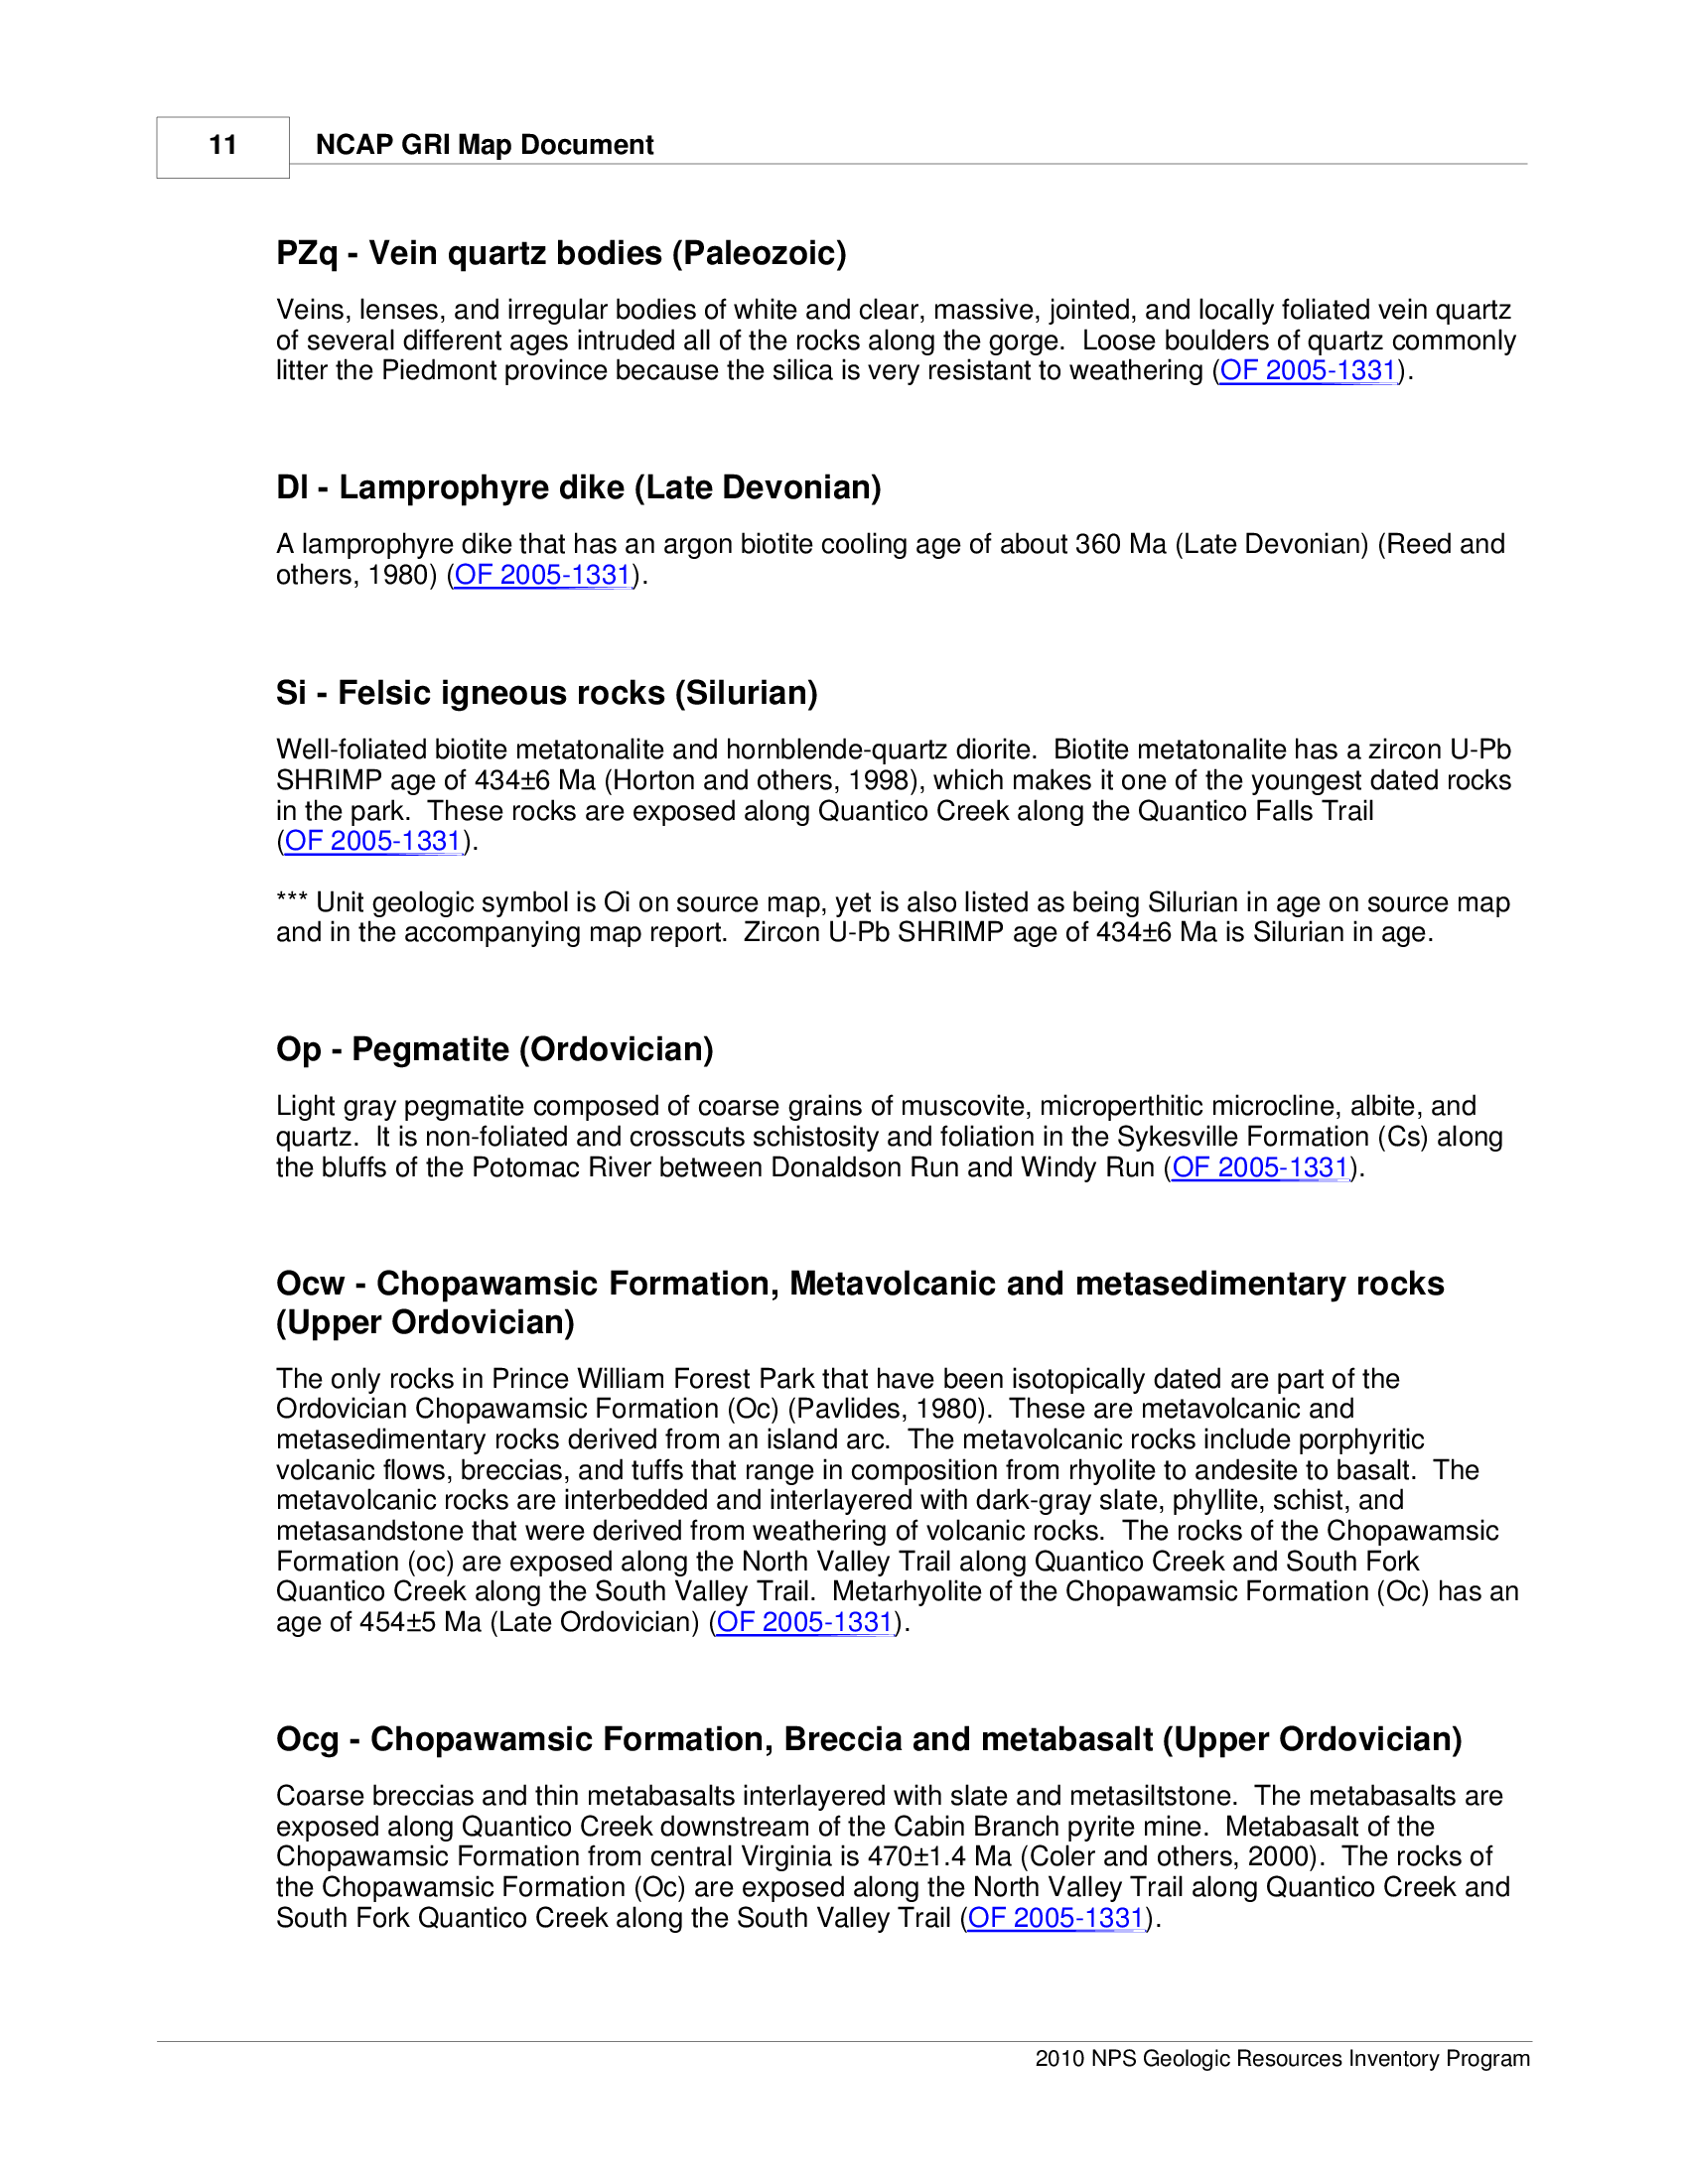 11
NCAP GRI Map Document
PZq - Vein quartz bodies (Paleozoic)
Veins, lenses, and irregular bodies of white and clear, massive, jointed, and locally foliated vein quartz
of several different ages intruded all of the rocks along the gorge.  Loose boulders of quartz commonly
litter the Piedmont province because the silica is very resistant to weathering (OF 2005-1331).
Dl - Lamprophyre dike (Late Devonian)
A lamprophyre dike that has an argon biotite cooling age of about 360 Ma (Late Devonian) (Reed and
others, 1980) (OF 2005-1331).
Si - Felsic igneous rocks (Silurian)
Well-foliated biotite metatonalite and hornblende-quartz diorite.  Biotite metatonalite has a zircon U-Pb
SHRIMP age of 434±6 Ma (Horton and others, 1998), which makes it one of the youngest dated rocks
in the park.  These rocks are exposed along Quantico Creek along the Quantico Falls Trail
(OF 2005-1331).
*** Unit geologic symbol is Oi on source map, yet is also listed as being Silurian in age on source map
and in the accompanying map report.  Zircon U-Pb SHRIMP age of 434±6 Ma is Silurian in age.
Op - Pegmatite (Ordovician)
Light gray pegmatite composed of coarse grains of muscovite, microperthitic microcline, albite, and
quartz.  It is non-foliated and crosscuts schistosity and foliation in the Sykesville Formation (Cs) along
the bluffs of the Potomac River between Donaldson Run and Windy Run (OF 2005-1331).
Ocw - Chopawamsic Formation, Metavolcanic and metasedimentary rocks
(Upper Ordovician)
The only rocks in Prince William Forest Park that have been isotopically dated are part of the
Ordovician Chopawamsic Formation (Oc) (Pavlides, 1980).  These are metavolcanic and
metasedimentary rocks derived from an island arc.  The metavolcanic rocks include porphyritic
volcanic flows, breccias, and tuffs that range in composition from rhyolite to andesite to basalt.  The
metavolcanic rocks are interbedded and interlayered with dark-gray slate, phyllite, schist, and
metasandstone that were derived from weathering of volcanic rocks.  The rocks of the Chopawamsic
Formation (oc) are exposed along the North Valley Trail along Quantico Creek and South Fork
Quantico Creek along the South Valley Trail.  Metarhyolite of the Chopawamsic Formation (Oc) has an
age of 454±5 Ma (Late Ordovician) (OF 2005-1331).
Ocg - Chopawamsic Formation, Breccia and metabasalt (Upper Ordovician)
Coarse breccias and thin metabasalts interlayered with slate and metasiltstone.  The metabasalts are
exposed along Quantico Creek downstream of the Cabin Branch pyrite mine.  Metabasalt of the
Chopawamsic Formation from central Virginia is 470±1.4 Ma (Coler and others, 2000).  The rocks of
the Chopawamsic Formation (Oc) are exposed along the North Valley Trail along Quantico Creek and
South Fork Quantico Creek along the South Valley Trail (OF 2005-1331).
2010 NPS Geologic Resources Inventory Program